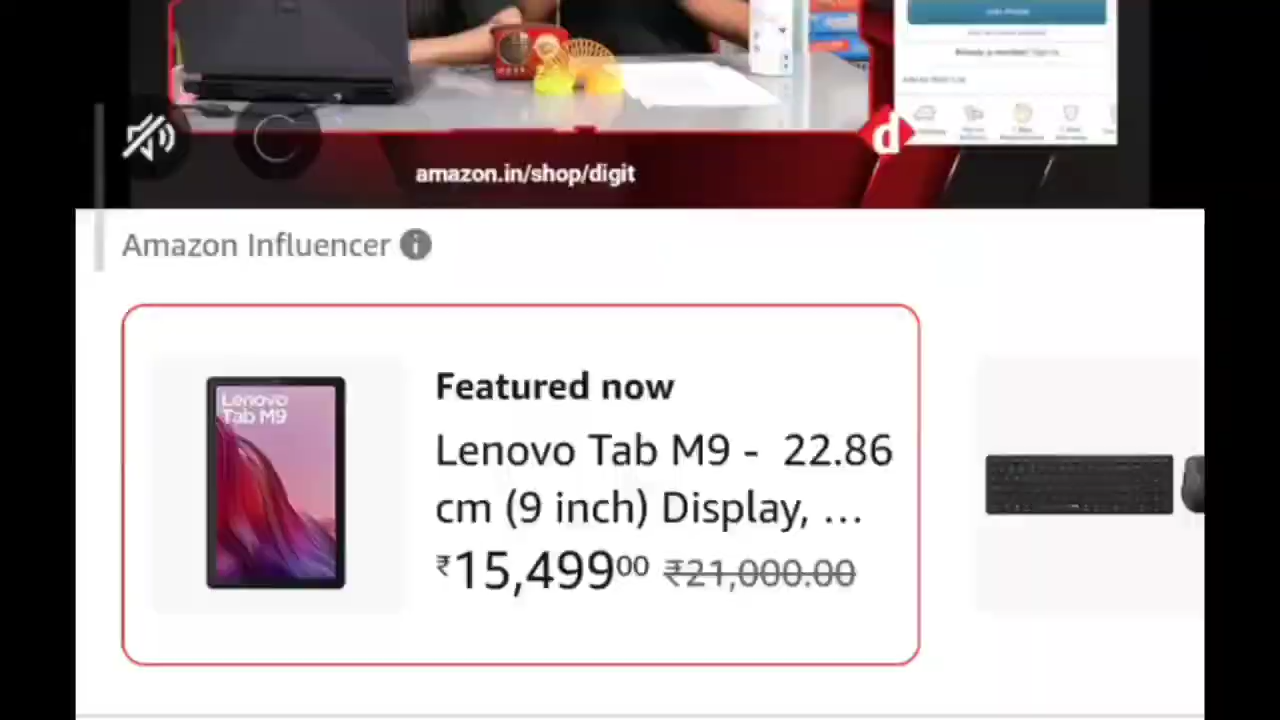 d
amazon.in/shop/digit
Amazon Influencer
Lenovo
Tab M9
Featured now
Lenovo Tab M9 - 22.86
cm (9 inch) Display, ...
₹15,499⁰⁰ ₹21,000.00